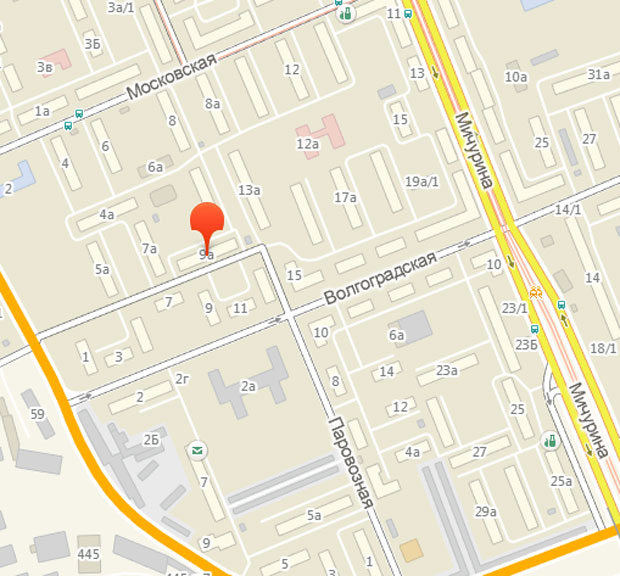 3а/1
11
3Б
3в
12
13
10а
31а
Московская
1а
8а
8
15
Мичурина
25
27
4
6
12а
6а
2
13а
17а
19а/1
4а
14/1
7а
9а
5а
15
10
14
Волгоградская
7
9
11
23/1
10
6а
23Б
18/1
1
3
2г
2а
14
23а
8
2
12
25
Мичурина
59
2Б
Паровозная
4а
27
7
25а
5а
29а
9
445
5
3
1
445
7